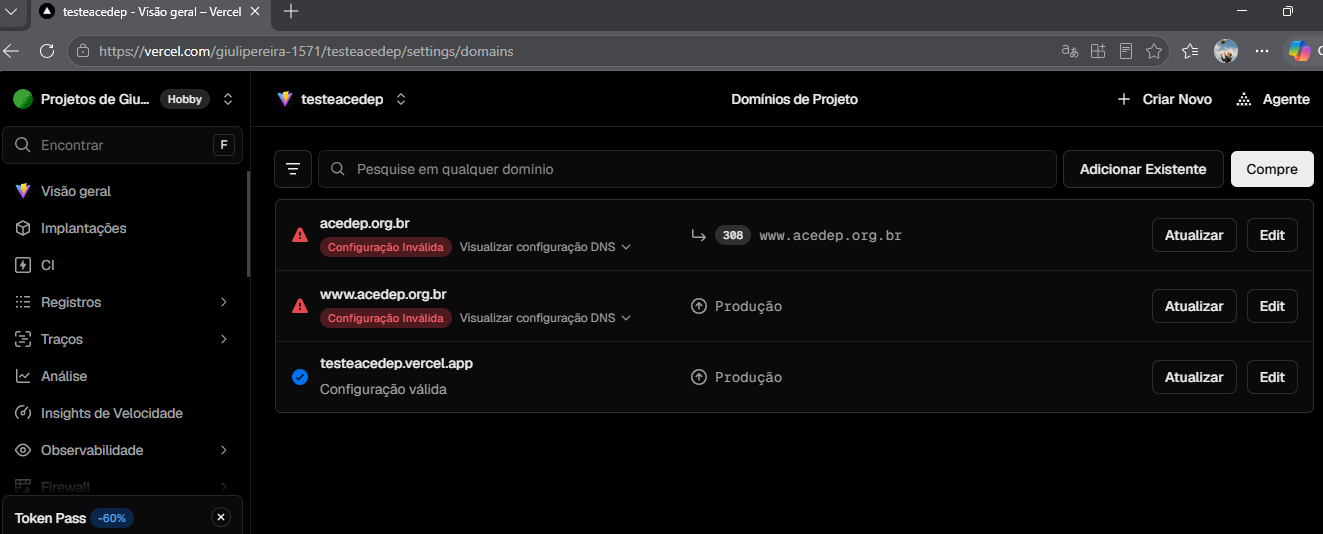 testeacedep - Visão geral – Vercel
https://vercel.com/giulipereira-1571/testeacedep/settings/domains
Projetos de Giu... Hobby
testeacedep
Domínios de Projeto
Criar Novo
Agente
Encontrar F
Pesquise em qualquer domínio
Adicionar Existente
Compre
Visão geral
Implantações
CI
Registros
Traços
Análise
Insights de Velocidade
Observabilidade
Firewall
Token Pass -60%
acedep.org.br
Configuração Inválida Visualizar configuração DNS
308 www.acedep.org.br
Atualizar Edit
www.acedep.org.br
Configuração Inválida Visualizar configuração DNS
Produção
Atualizar Edit
testeacedep.vercel.app
Configuração válida
Produção
Atualizar Edit